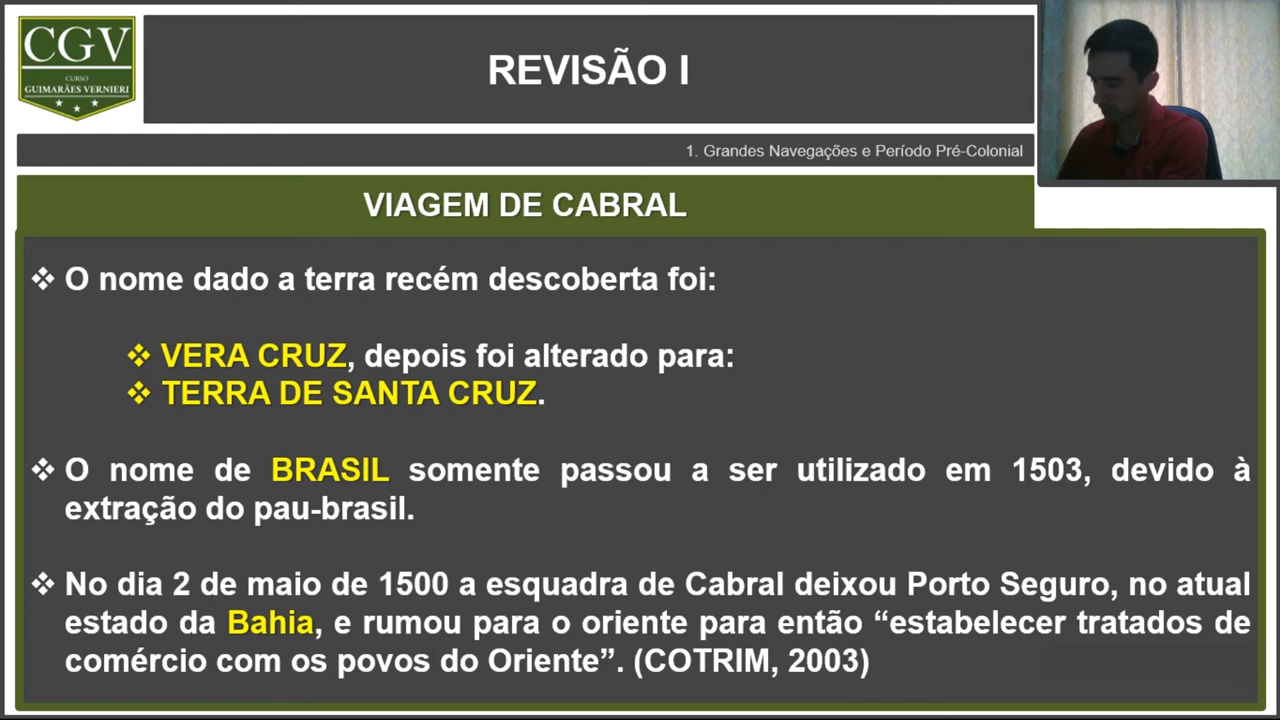 CGV
CURSO
GUIMARÃES VERNIERI
REVISÃO I
1. Grandes Navegações e Período Pré-Colonial
VIAGEM DE CABRAL
❖ O nome dado a terra recém descoberta foi:
❖ VERA CRUZ, depois foi alterado para:
❖ TERRA DE SANTA CRUZ.
❖ O nome de BRASIL somente passou a ser utilizado em 1503, devido à
extração do pau-brasil.
❖ No dia 2 de maio de 1500 a esquadra de Cabral deixou Porto Seguro, no atual
estado da Bahia, e rumou para o oriente para então “estabelecer tratados de
comércio com os povos do Oriente”. (COTRIM, 2003)